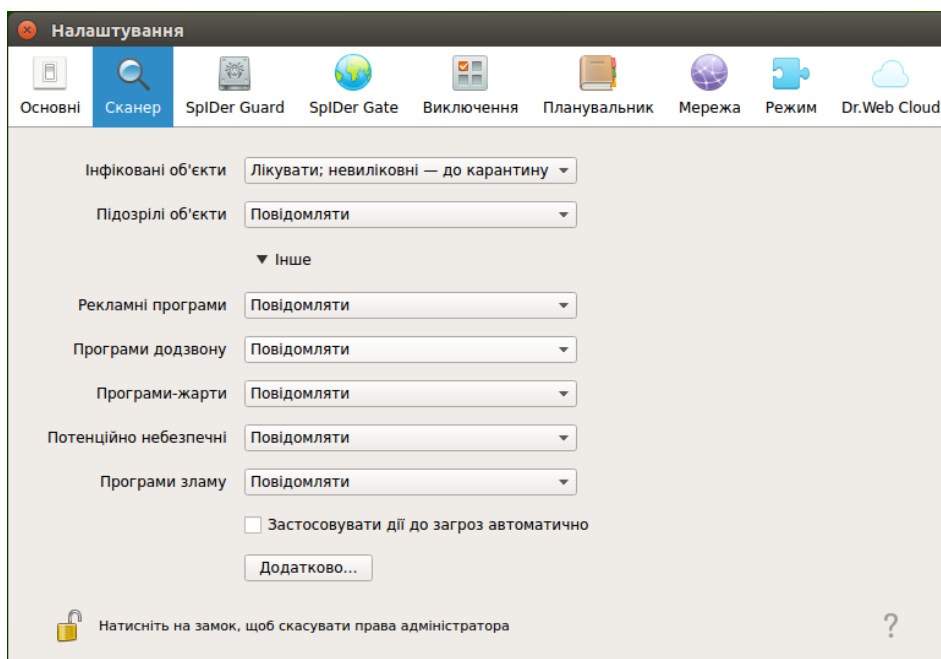 Налаштування
Основні Сканер SpIDer Guard SpIDer Gate Виключення Планувальник Мережа Режим Dr.Web Cloud
Інфіковані об'єкти Лікувати; невиліковні — до карантину
Підозрілі об'єкти Повідомляти
▼ Інше
Рекламні програми Повідомляти
Програми додзвону Повідомляти
Програми-жарти Повідомляти
Потенційно небезпечні Повідомляти
Програми зламу Повідомляти
Застосовувати дії до загроз автоматично
Додатково...
Натисніть на замок, щоб скасувати права адміністратора ?